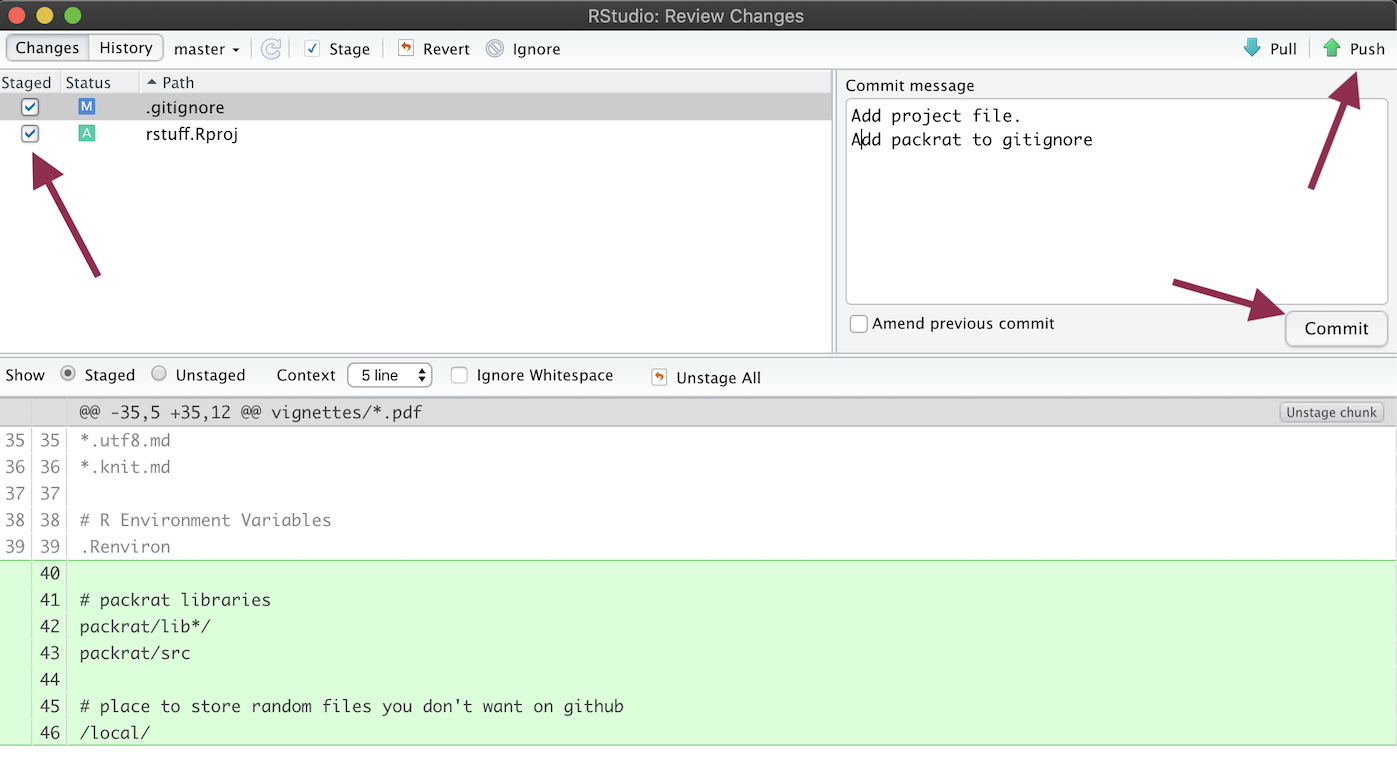 RStudio: Review Changes
Changes History master Stage Revert Ignore Pull Push
Staged Status Path
M .gitignore
A rstuff.Rproj
Commit message
Add project file.
Add packrat to gitignore
Amend previous commit
Commit
Show Staged Unstaged Context 5 line Ignore Whitespace Unstage All
@@ -35,5 +35,12 @@ vignettes/*.pdf Unstage chunk
35 35 *.utf8.md
36 36 *.knit.md
37 37
38 38 # R Environment Variables
39 39 .Renviron
40
41 # packrat libraries
42 packrat/lib*/
43 packrat/src
44
45 # place to store random files you don't want on github
46 /local/